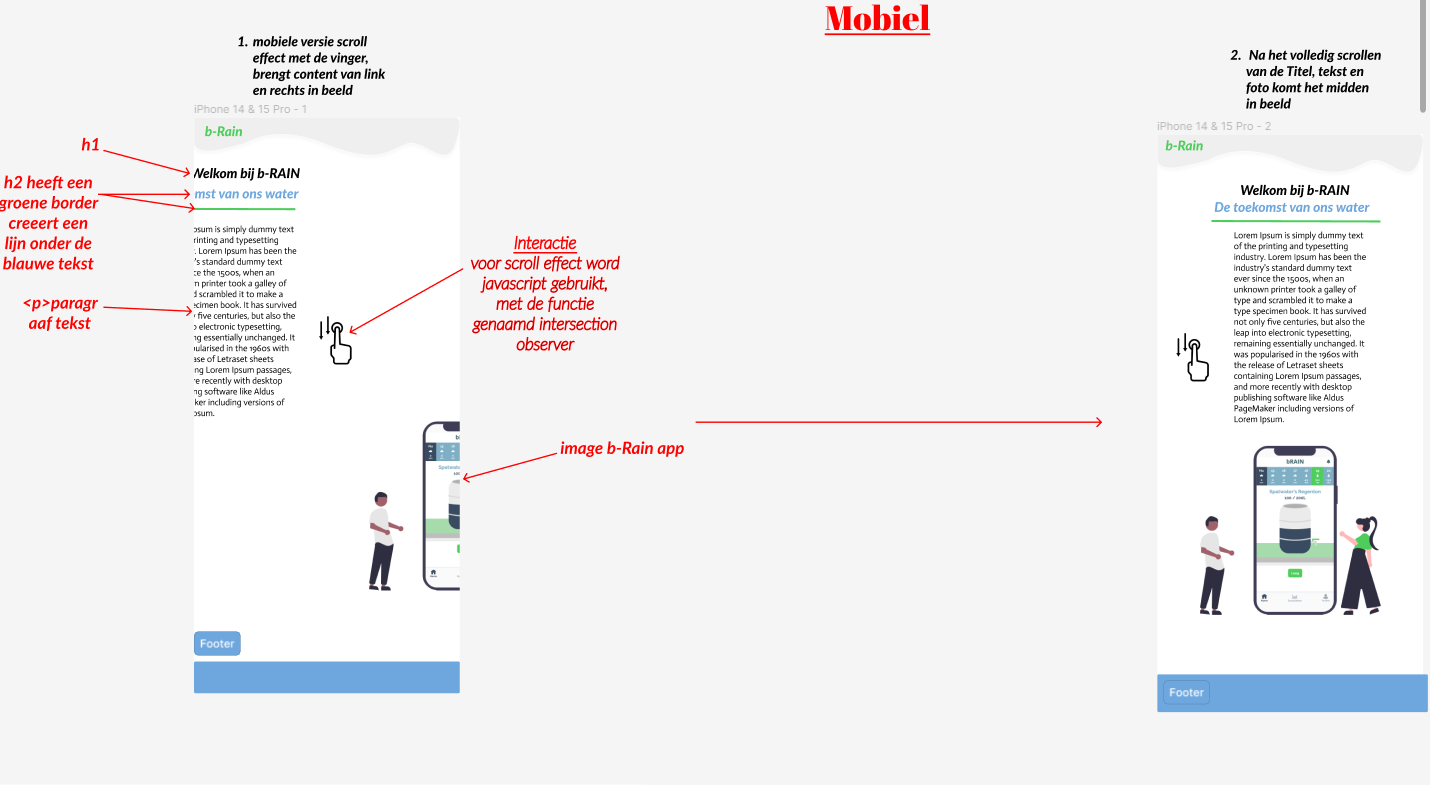 Mobiel
1. mobiele versie scroll
effect met de vinger,
brengt content van link
en rechts in beeld
iPhone 14 & 15 Pro - 1
b-Rain
h1
Welkom bij b-RAIN
h2 heeft een
groene border
creeert een
lijn onder de
blauwe tekst
mst van ons water
psum is simply dummy text
rinting and typesetting
. Lorem Ipsum has been the
's standard dummy text
ce the 1500s, when an
n printer took a galley of
d scrambled it to make a
ecimen book. It has survived
y five centuries, but also the
o electronic typesetting,
ng essentially unchanged. It
ularised in the 1960s with
ase of Letraset sheets
ing Lorem Ipsum passages,
re recently with desktop
ng software like Aldus
ker including versions of
psum.
<p>paragr
aaf tekst
Interactie
voor scroll effect word
javascript gebruikt,
met de functie
genaamd intersection
observer
image b-Rain app
Footer
2. Na het volledig scrollen
van de Titel, tekst en
foto komt het midden
in beeld
iPhone 14 & 15 Pro - 2
b-Rain
Welkom bij b-RAIN
De toekomst van ons water
Lorem Ipsum is simply dummy text
of the printing and typesetting
industry. Lorem Ipsum has been the
industry's standard dummy text
ever since the 1500s, when an
unknown printer took a galley of
type and scrambled it to make a
type specimen book. It has survived
not only five centuries, but also the
leap into electronic typesetting,
remaining essentially unchanged. It
was popularised in the 1960s with
the release of Letraset sheets
containing Lorem Ipsum passages,
and more recently with desktop
publishing software like Aldus
PageMaker including versions of
Lorem Ipsum.
bRAIN
Spatwater's Regenton
Footer